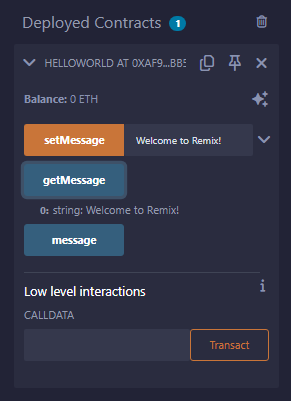 Deployed Contracts 1
HELLOWORLD AT 0XAF9...BB5
Balance: 0 ETH
setMessage Welcome to Remix!
getMessage
0: string: Welcome to Remix!
message
Low level interactions
CALLDATA
Transact